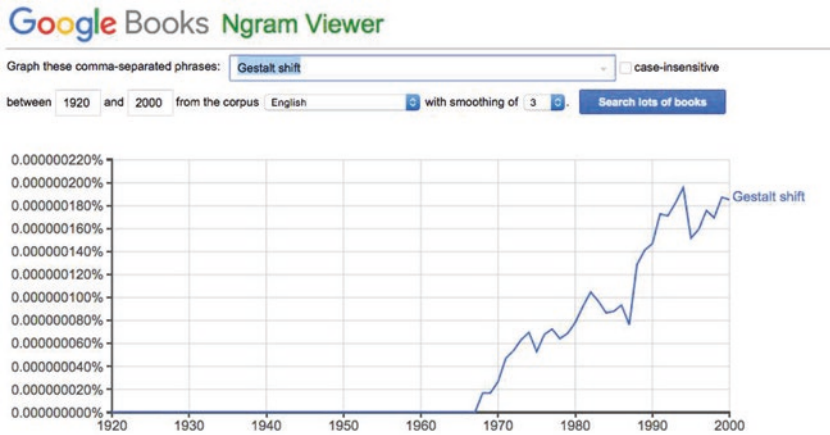 Google Books Ngram Viewer
Graph these comma-separated phrases: Gestalt shift case-insensitive
between 1920 and 2000 from the corpus English with smoothing of 3 . Search lots of books
0.000000220%
0.000000200%
Gestalt shift
0.000000180%
0.000000160%
0.000000140%
0.000000120%
0.000000100%
0.000000080%
0.000000060%
0.000000040%
0.000000020%
0.000000000%
1920 1930 1940 1950 1960 1970 1980 1990 2000